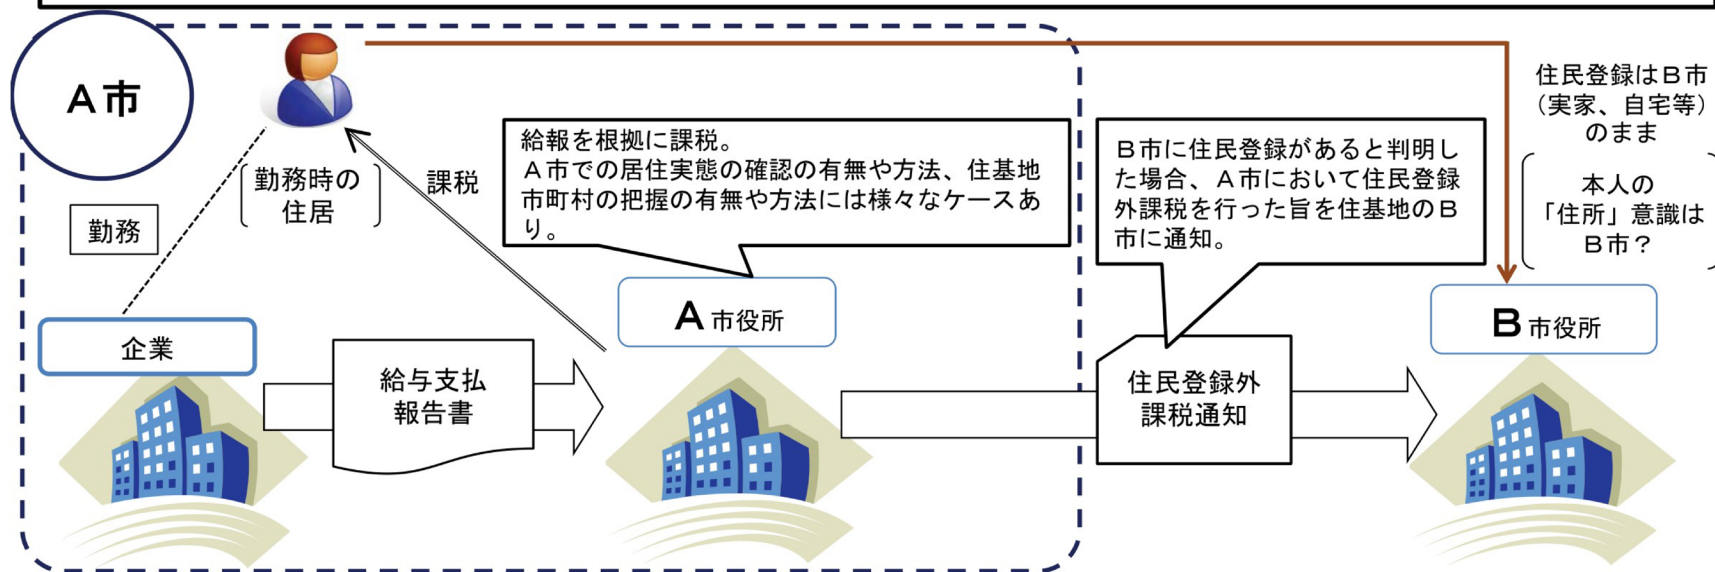 A市
勤務
勤務時の
住居
課税
給報を根拠に課税。
A市での居住実態の確認の有無や方法、住基地
市町村の把握の有無や方法には様々なケースあ
り。
B市に住民登録があると判明し
た場合、A市において住民登録
外課税を行った旨を住基地のB
市に通知。
住民登録はB市
（実家、自宅等）
のまま
本人の
「住所」意識は
B市？
企業
給与支払
報告書
A市役所
住民登録外
課税通知
B市役所